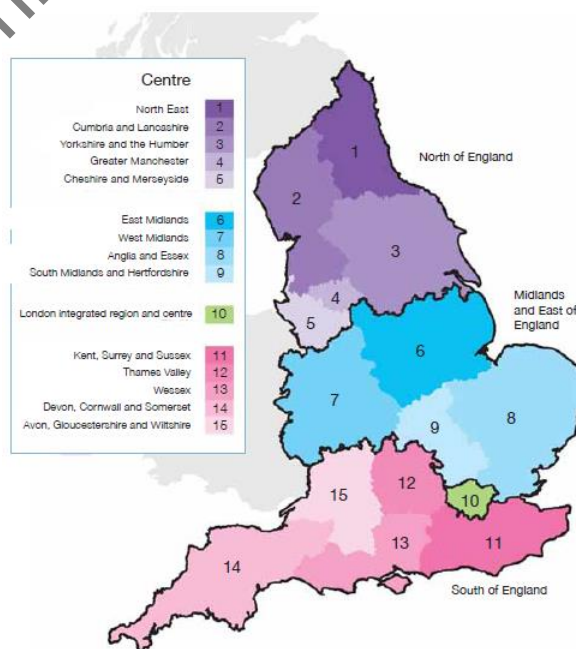 Centre
North East 1
Cumbria and Lancashire 2
Yorkshire and the Humber 3
Greater Manchester 4
Cheshire and Merseyside 5
East Midlands 6
West Midlands 7
Anglia and Essex 8
South Midlands and Hertfordshire 9
London integrated region and centre 10
Kent, Surrey and Sussex 11
Thames Valley 12
Wessex 13
Devon, Cornwall and Somerset 14
Avon, Gloucestershire and Wiltshire 15
1
North of England
2
3
4
5
Midlands
and East of
England
6
7
8
9
10
12
15
13
11
14
South of England